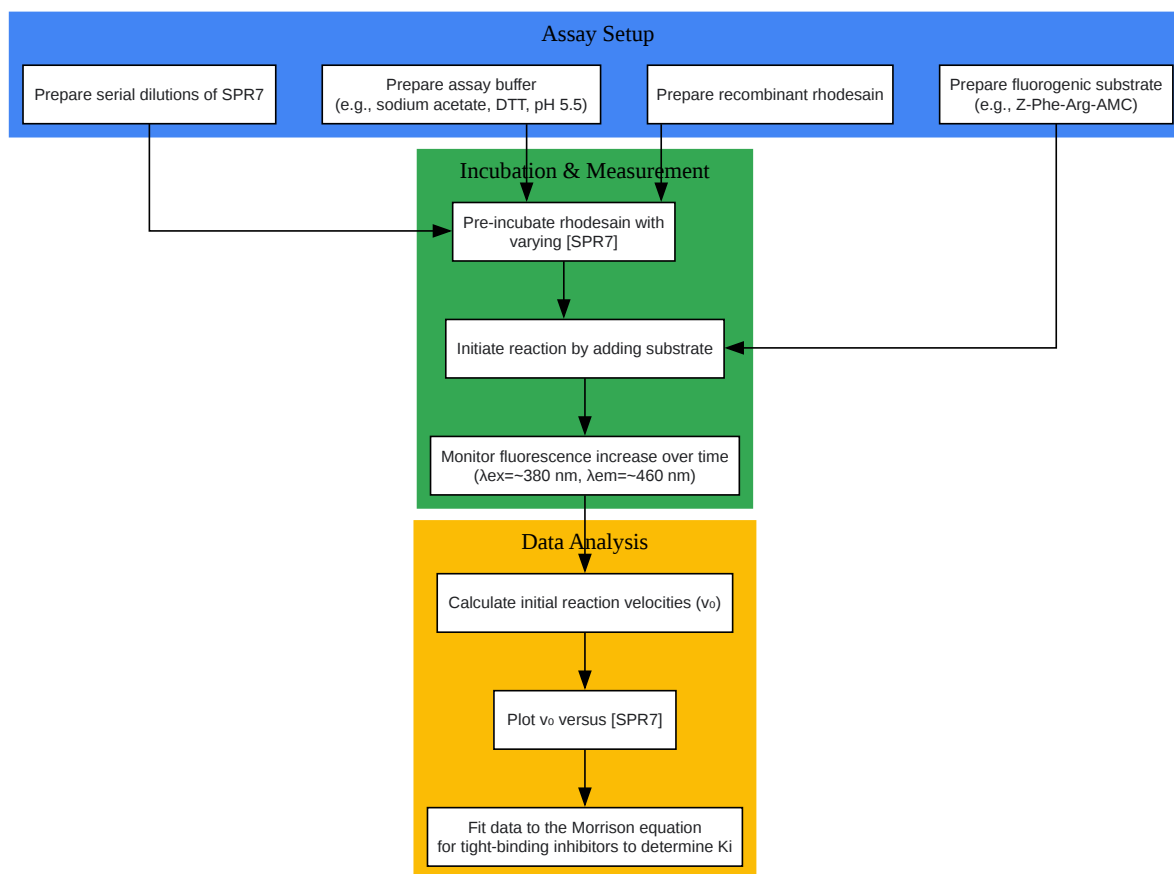 Assay Setup
Prepare serial dilutions of SPR7
Prepare assay buffer
(e.g., sodium acetate, DTT, pH 5.5)
Prepare recombinant rhodesain
Prepare fluorogenic substrate
(e.g., Z-Phe-Arg-AMC)
Incubation & Measurement
Pre-incubate rhodesain with
varying [SPR7]
Initiate reaction by adding substrate
Monitor fluorescence increase over time
(λex=~380 nm, λem=~460 nm)
Data Analysis
Calculate initial reaction velocities (v₀)
Plot v₀ versus [SPR7]
Fit data to the Morrison equation
for tight-binding inhibitors to determine Ki